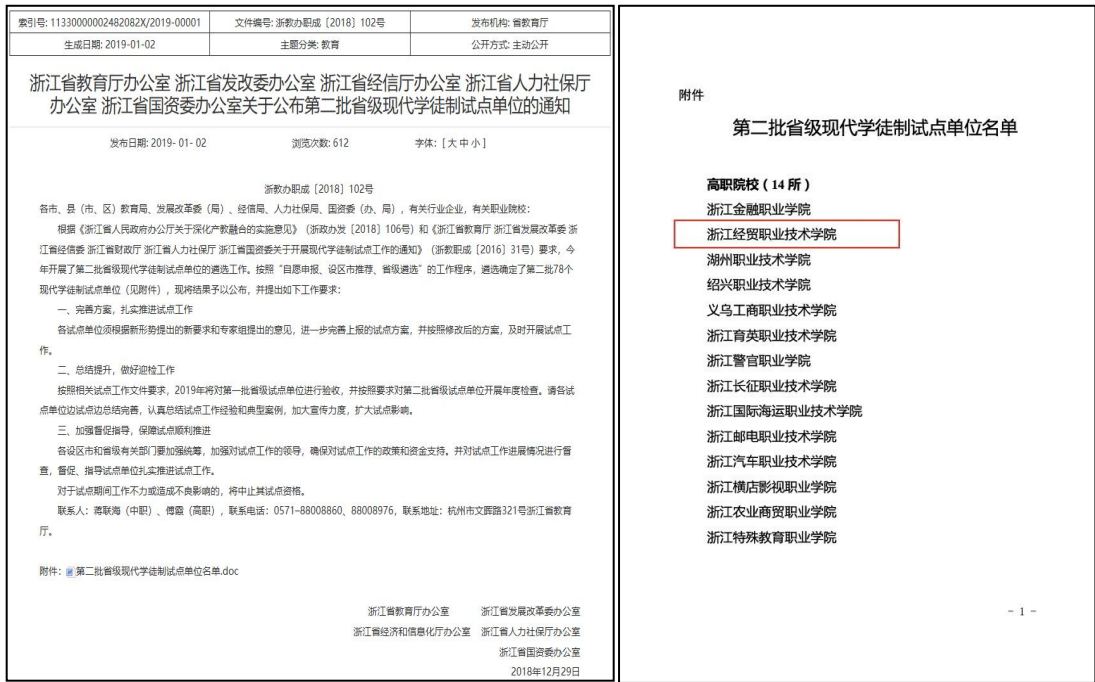 索引号: 11330000002482082X/2019-00001 文件编号: 浙教办职成〔2018〕102号 发布机构: 省教育厅
生成日期: 2019-01-02 主题分类: 教育 公开方式: 主动公开
浙江省教育厅办公室 浙江省发改委办公室 浙江省经信厅办公室 浙江省人力社保厅
办公室 浙江省国资委办公室关于公布第二批省级现代学徒制试点单位的通知
发布日期: 2019- 01- 02 浏览次数: 612 字体: [ 大 中 小 ]
浙教办职成〔2018〕102号
各市、县（市、区）教育局、发展改革委（局）、经信局、人力社保局、国资委（办、局），有关行业企业，有关职业院校：
根据《浙江省人民政府办公厅关于深化产教融合的实施意见》（浙政办发〔2018〕106号）和《浙江省教育厅 浙江省发展改革委 浙
江省经信委 浙江省财政厅 浙江省人力社保厅 浙江省国资委关于开展现代学徒制试点工作的通知》（浙教职成〔2016〕31号）要求，今
年开展了第二批省级现代学徒制试点单位的遴选工作。按照“自愿申报、设区市推荐、省级遴选”的工作程序，遴选确定了第二批78个
现代学徒制试点单位（见附件），现将结果予以公布，并提出如下工作要求：
一、完善方案，扎实推进试点工作
各试点单位须根据新形势提出的新要求和专家组提出的意见，进一步完善上报的试点方案，并按照修改后的方案，及时开展试点工
作。
二、总结提升，做好迎检工作
按照相关试点工作文件要求，2019年将对第一批省级试点单位进行验收，并按照要求对第二批省级试点单位开展年度检查。请各试
点单位边试点边总结完善，认真总结试点工作经验和典型案例，加大宣传力度，扩大试点影响。
三、加强督促指导，保障试点顺利推进
各设区市和省级有关部门要加强统筹，加强对试点工作的领导，确保对试点工作的政策和资金支持。并对试点工作进展情况进行督
查，督促、指导试点单位扎实推进试点工作。
对于试点期间工作不力或造成不良影响的，将中止其试点资格。
联系人：蒋联海（中职）、傅霞（高职），联系电话：0571–88008860、88008976，联系地址：杭州市文晖路321号浙江省教育
厅。
附件：第二批省级现代学徒制试点单位名单.doc
浙江省教育厅办公室 浙江省发展改革委办公室
浙江省经济和信息化厅办公室 浙江省人力社保厅办公室
浙江省国资委办公室
2018年12月29日
附件
第二批省级现代学徒制试点单位名单
高职院校（14 所）
浙江金融职业学院
浙江经贸职业技术学院
湖州职业技术学院
绍兴职业技术学院
义乌工商职业技术学院
浙江育英职业技术学院
浙江警官职业学院
浙江长征职业技术学院
浙江国际海运职业技术学院
浙江邮电职业技术学院
浙江汽车职业技术学院
浙江横店影视职业学院
浙江农业商贸职业学院
浙江特殊教育职业学院
- 1 -